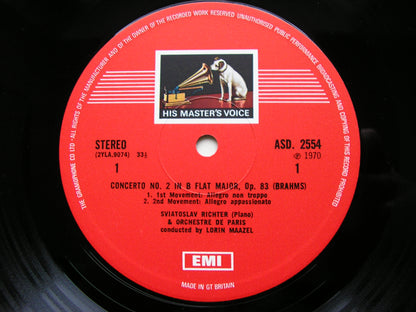 THE GRAMOPHONE CO LTD · ALL RIGHTS OF THE MANUFACTURER AND OF THE OWNER OF THE RECORDED WORK RESERVED UNAUTHORISED PUBLIC PERFORMANCE BROADCASTING AND COPYING OF THIS RECORD PROHIBITED
HIS MASTER'S VOICE
STEREO
(2YLA.9074) 33⅓
1
ASD. 2554
℗ 1970
1
CONCERTO NO. 2 IN B FLAT MAJOR, Op. 83 (BRAHMS)
1. 1st Movement: Allegro non troppo
2. 2nd Movement: Allegro appassionato
SVIATOSLAV RICHTER (Piano)
& ORCHESTRE DE PARIS
conducted by LORIN MAAZEL
EMI
MADE IN GT BRITAIN